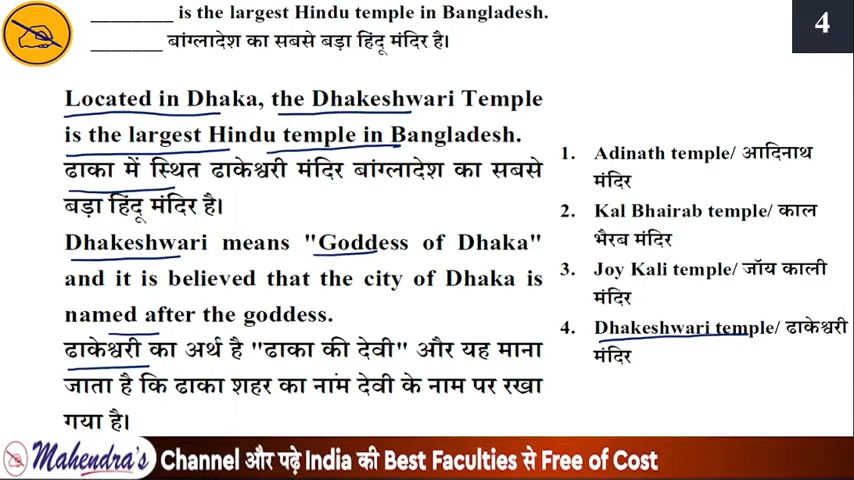 ________ is the largest Hindu temple in Bangladesh.
_______ बांग्लादेश का सबसे बड़ा हिंदू मंदिर है।
4
Located in Dhaka, the Dhakeshwari Temple
is the largest Hindu temple in Bangladesh.
ढाका में स्थित ढाकेश्वरी मंदिर बांग्लादेश का सबसे
बड़ा हिंदू मंदिर है।
Dhakeshwari means "Goddess of Dhaka"
and it is believed that the city of Dhaka is
named after the goddess.
ढाकेश्वरी का अर्थ है "ढाका की देवी" और यह माना
जाता है कि ढाका शहर का नाम देवी के नाम पर रखा
गया है।
1. Adinath temple/ आदिनाथ
मंदिर
2. Kal Bhairab temple/ काल
भैरब मंदिर
3. Joy Kali temple/ जॉय काली
मंदिर
4. Dhakeshwari temple/ ढाकेश्वरी
मंदिर
Mahendra's Channel और पढ़े India की Best Faculties से Free of Cost